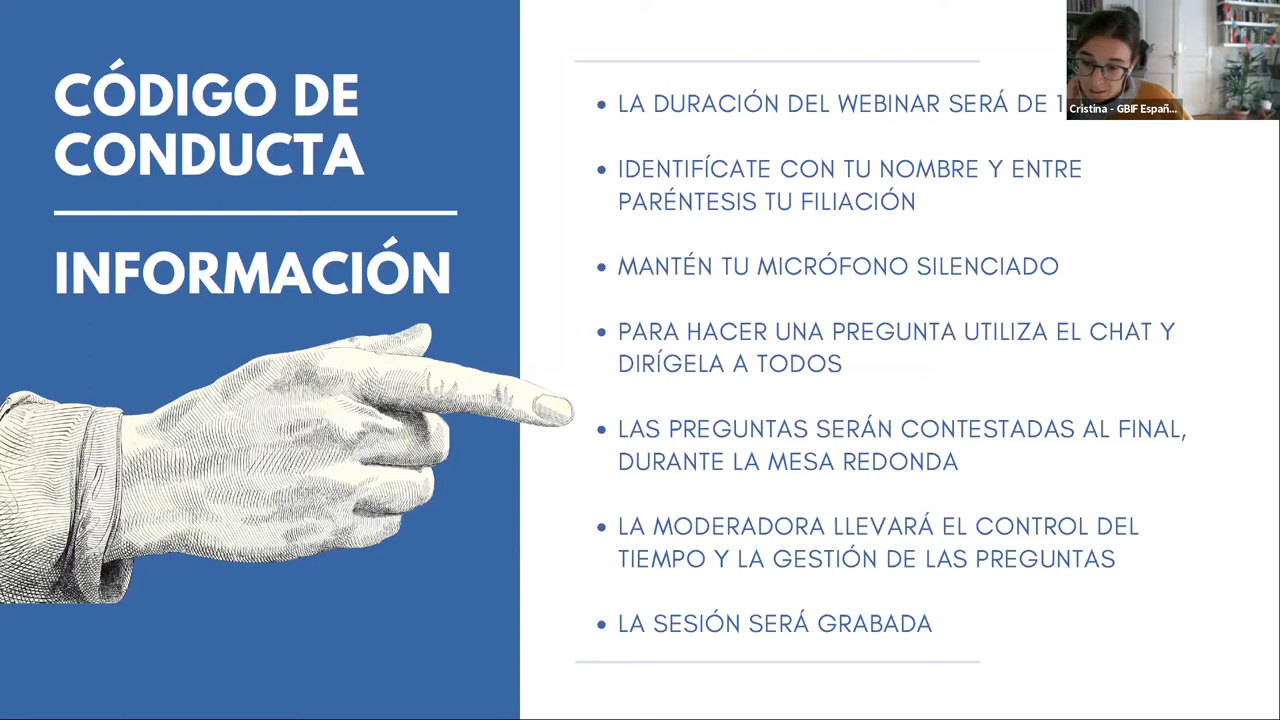 CÓDIGO DE
CONDUCTA
INFORMACIÓN
• LA DURACIÓN DEL WEBINAR SERÁ DE 1
• IDENTIFÍCATE CON TU NOMBRE Y ENTRE
PARÉNTESIS TU FILIACIÓN
• MANTÉN TU MICRÓFONO SILENCIADO
• PARA HACER UNA PREGUNTA UTILIZA EL CHAT Y
DIRÍGELA A TODOS
• LAS PREGUNTAS SERÁN CONTESTADAS AL FINAL,
DURANTE LA MESA REDONDA
• LA MODERADORA LLEVARÁ EL CONTROL DEL
TIEMPO Y LA GESTIÓN DE LAS PREGUNTAS
• LA SESIÓN SERÁ GRABADA
Cristina - GBIF Españ...